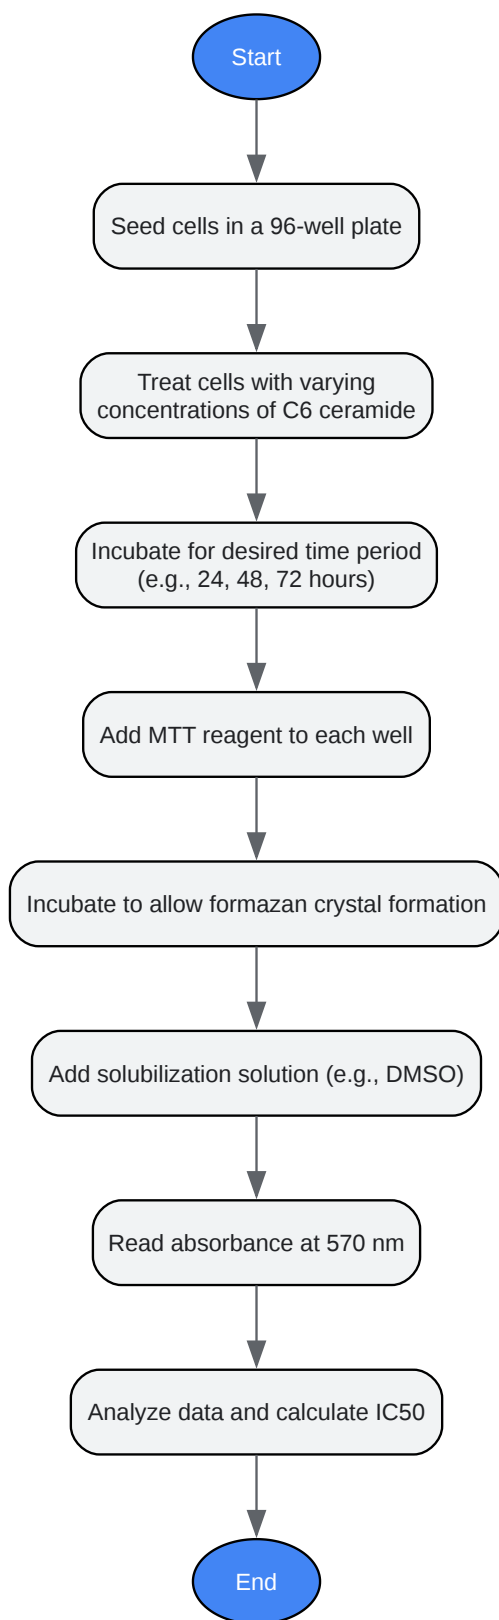 Start
Seed cells in a 96-well plate
Treat cells with varying
concentrations of C6 ceramide
Incubate for desired time period
(e.g., 24, 48, 72 hours)
Add MTT reagent to each well
Incubate to allow formazan crystal formation
Add solubilization solution (e.g., DMSO)
Read absorbance at 570 nm
Analyze data and calculate IC50
End